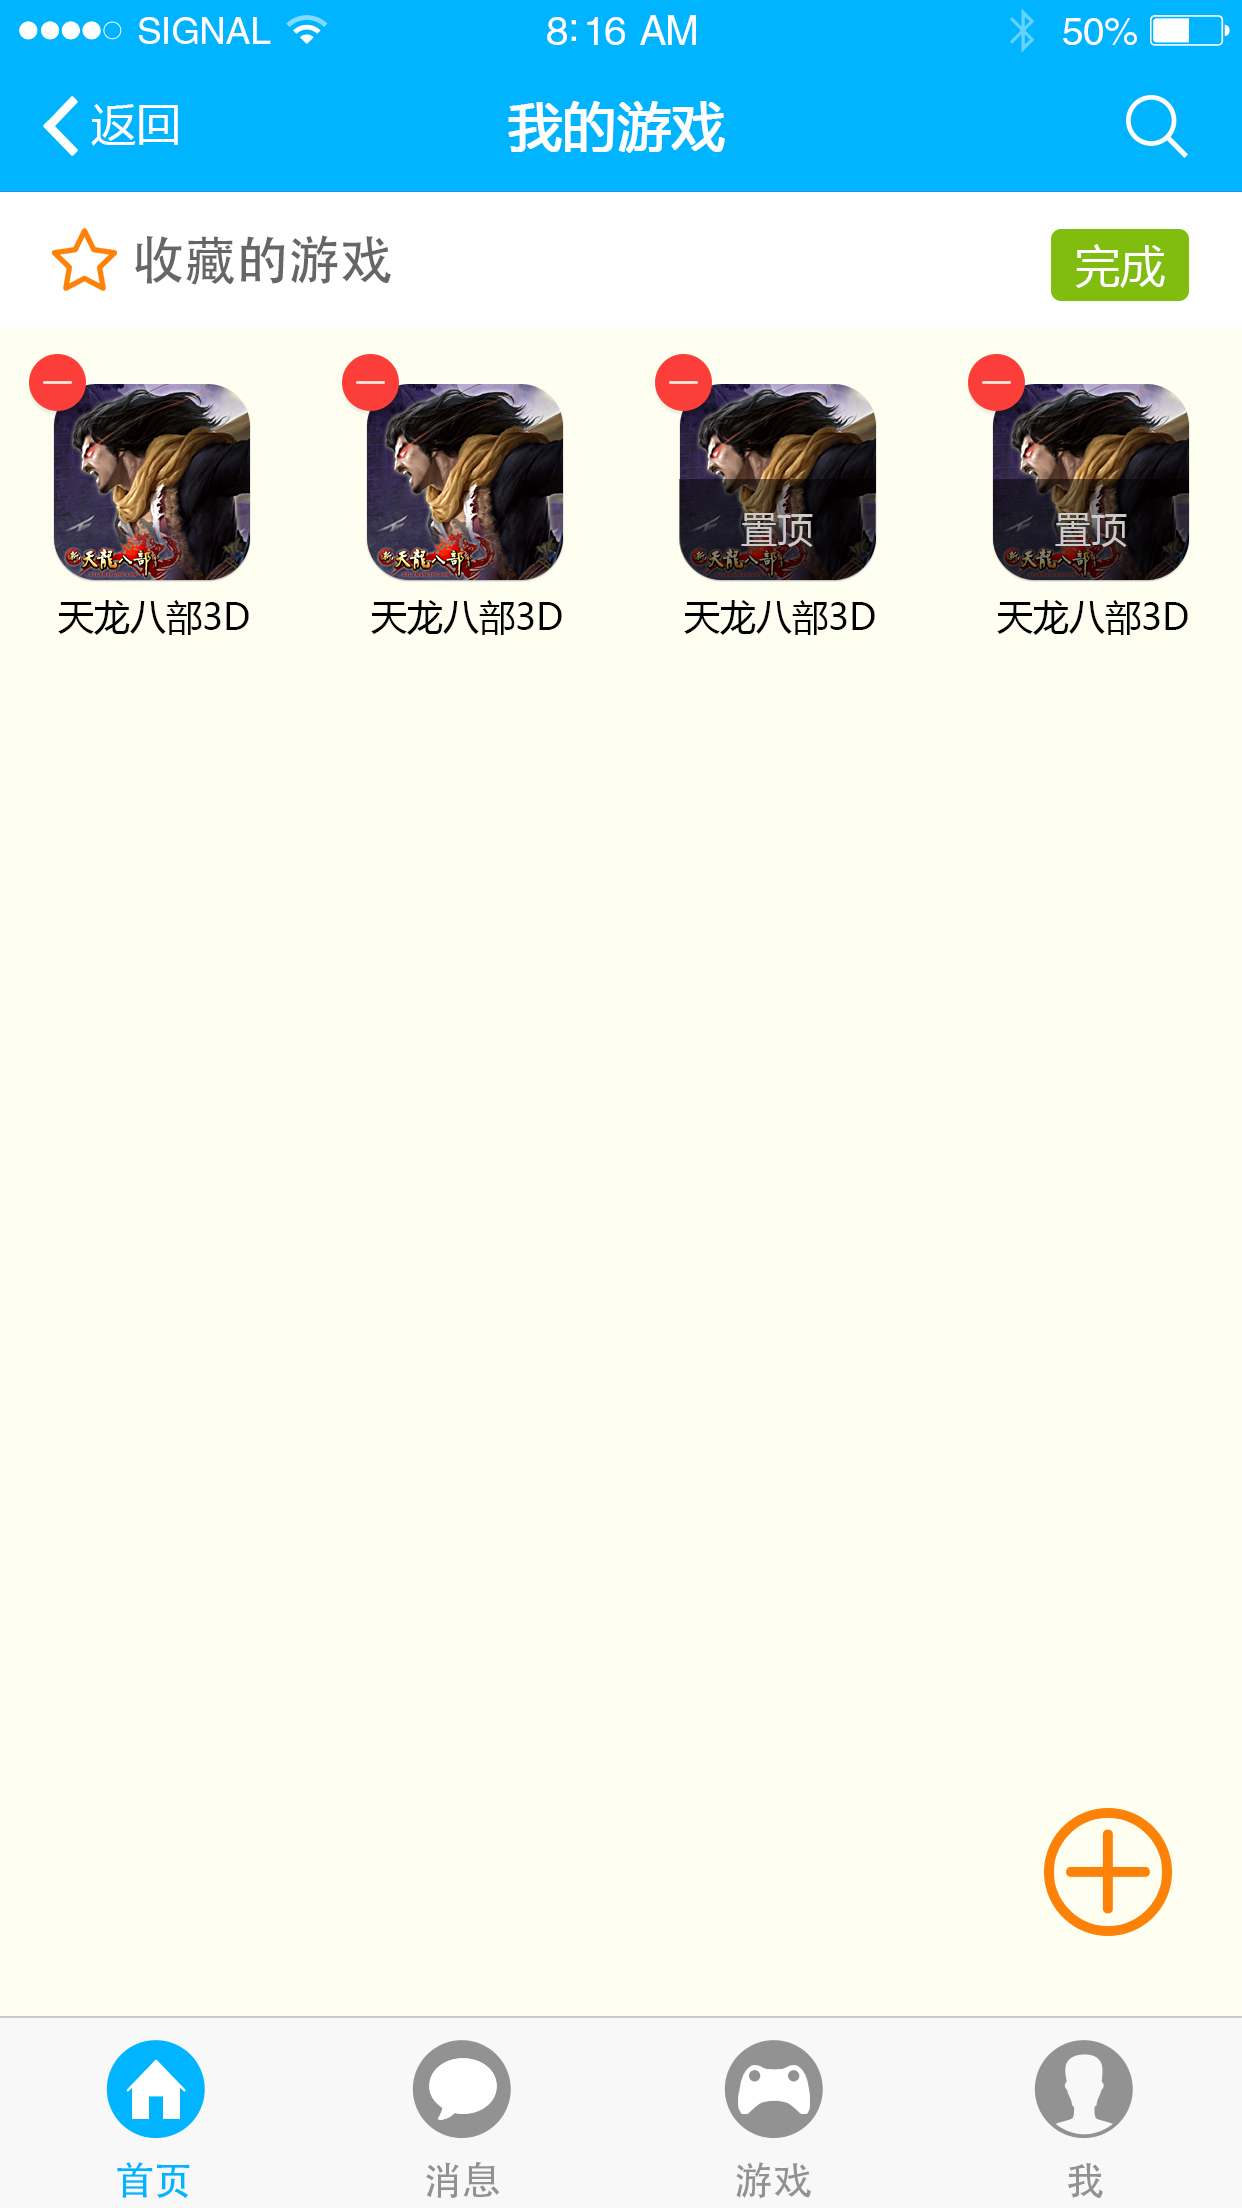 SIGNAL 8:16 AM 50%
返回 我的游戏
收藏的游戏 完成
新天龍八部 新天龍八部 新天龍八部 新天龍八部
置顶 置顶
天龙八部3D 天龙八部3D 天龙八部3D 天龙八部3D
首页 消息 游戏 我